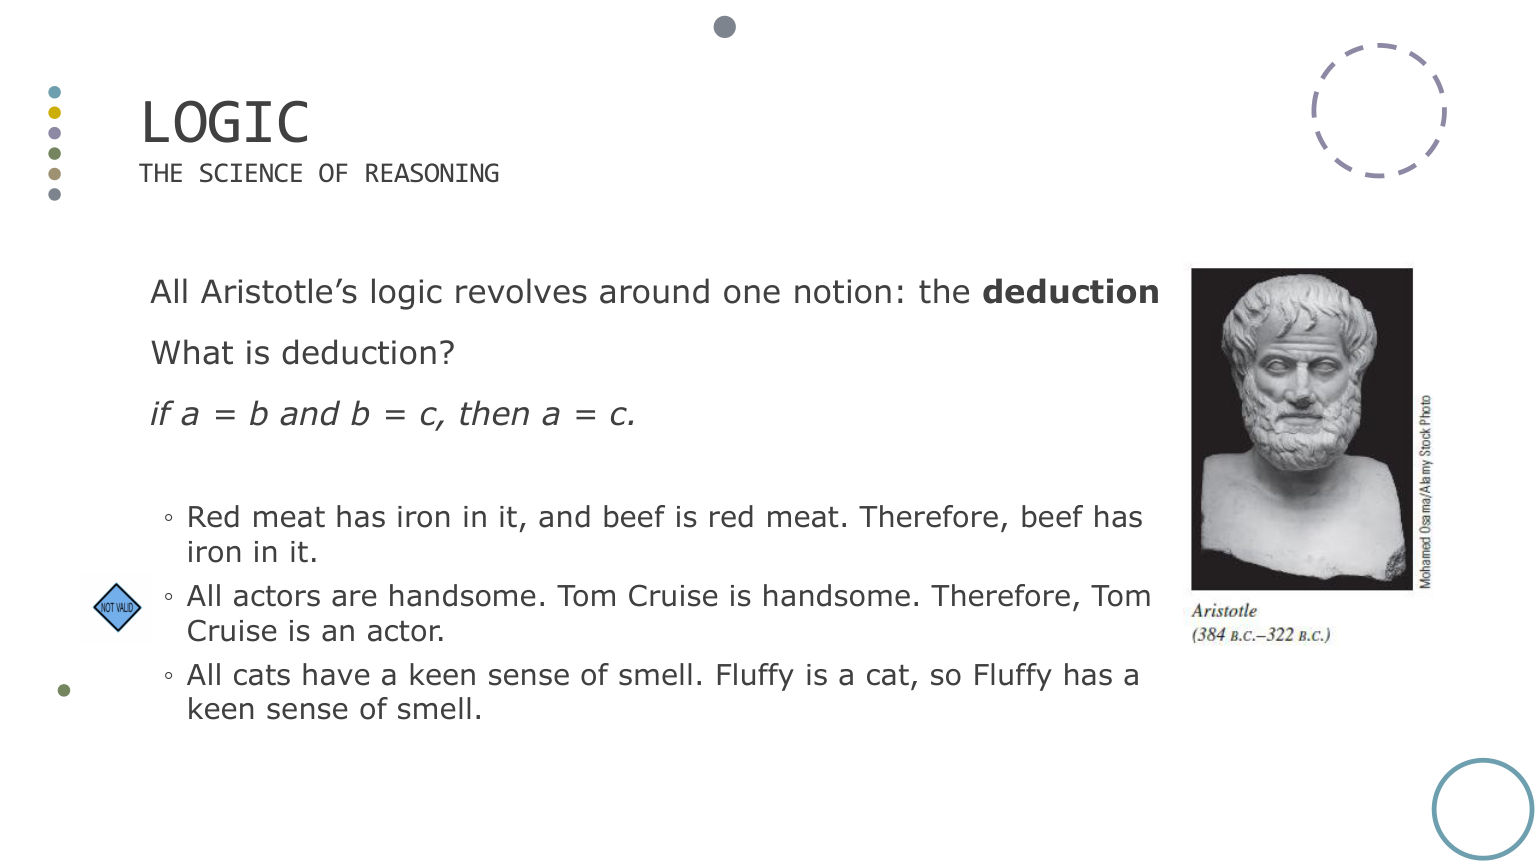 LOGIC
THE SCIENCE OF REASONING
All Aristotle’s logic revolves around one notion: the deduction
What is deduction?
if a = b and b = c, then a = c.
◦ Red meat has iron in it, and beef is red meat. Therefore, beef has
iron in it.
NOT VALID
◦ All actors are handsome. Tom Cruise is handsome. Therefore, Tom
Cruise is an actor.
◦ All cats have a keen sense of smell. Fluffy is a cat, so Fluffy has a
keen sense of smell.
Mohamed Osama/Alamy Stock Photo
Aristotle
(384 B.C.–322 B.C.)